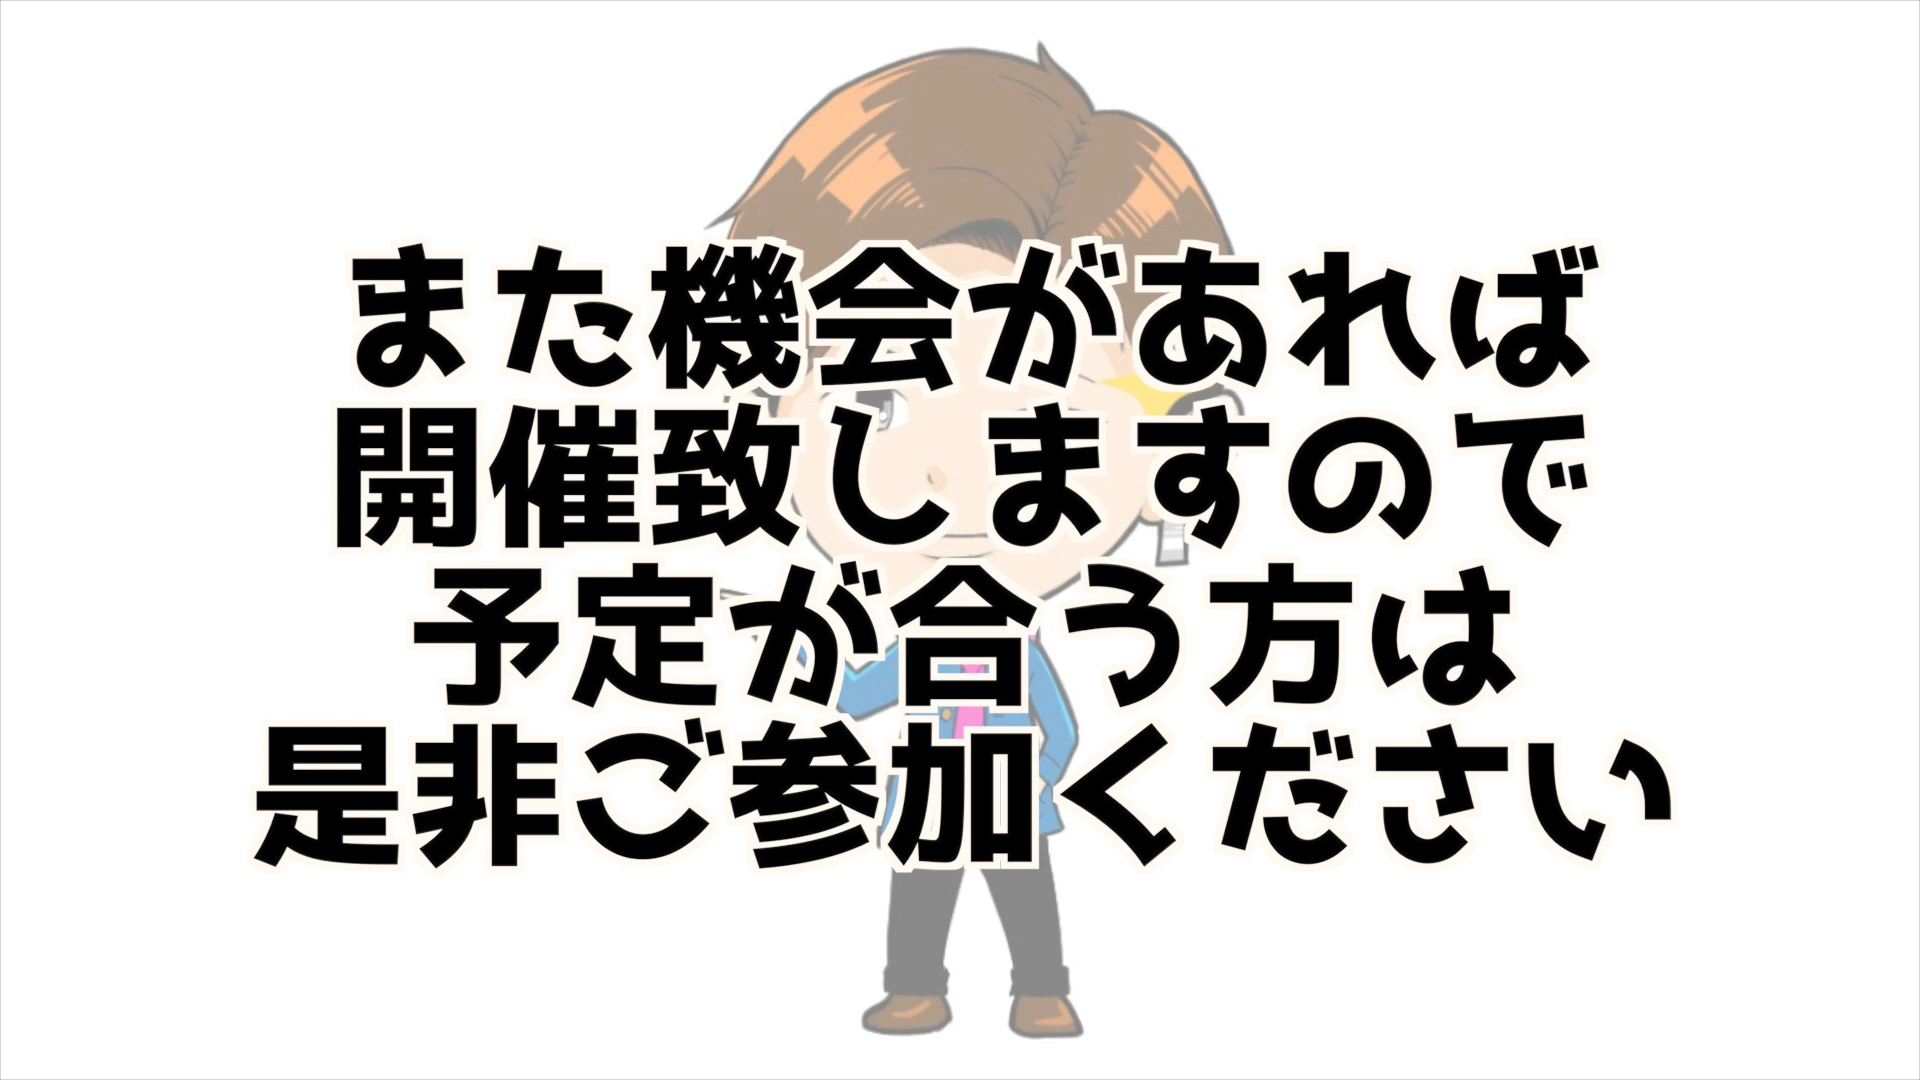 また機会があれば
開催致しますので
予定が合う方は
是非ご参加ください